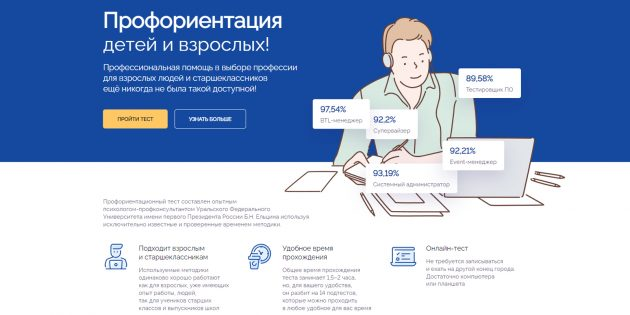 Профориентация
детей и взрослых!
Профессиональная помощь в выборе профессии
для взрослых людей и старшеклассников
ещё никогда не была такой доступной!
ПРОЙТИ ТЕСТ
УЗНАТЬ БОЛЬШЕ
89,58%
Тестировщик ПО
97,54%
BTL-менеджер
92,2%
Супервайзер
92,21%
Event-менеджер
93,19%
Системный администратор
Профориентационный тест составлен опытным
психологом-профконсультантом Уральского Федерального
Университета имени первого Президента России Б.Н. Ельцина используя
исключительно известные и проверенные временем методики.
Подходит взрослым
и старшеклассникам
Используемые методики
одинаково хорошо работают
как для взрослых, уже имеющих
опыт работы, людей,
так для учеников старших
классов и выпускников школ
Удобное время
прохождения
Общее время прохождения
теста занимает 1,5–2 часа,
но, для вашего удобства,
он разбит на 14 подтестов,
которые можно проходить
в любое удобное для вас время
Онлайн-тест
Не требуется записываться
и ехать на другой конец города.
Достаточно компьютера
или планшета